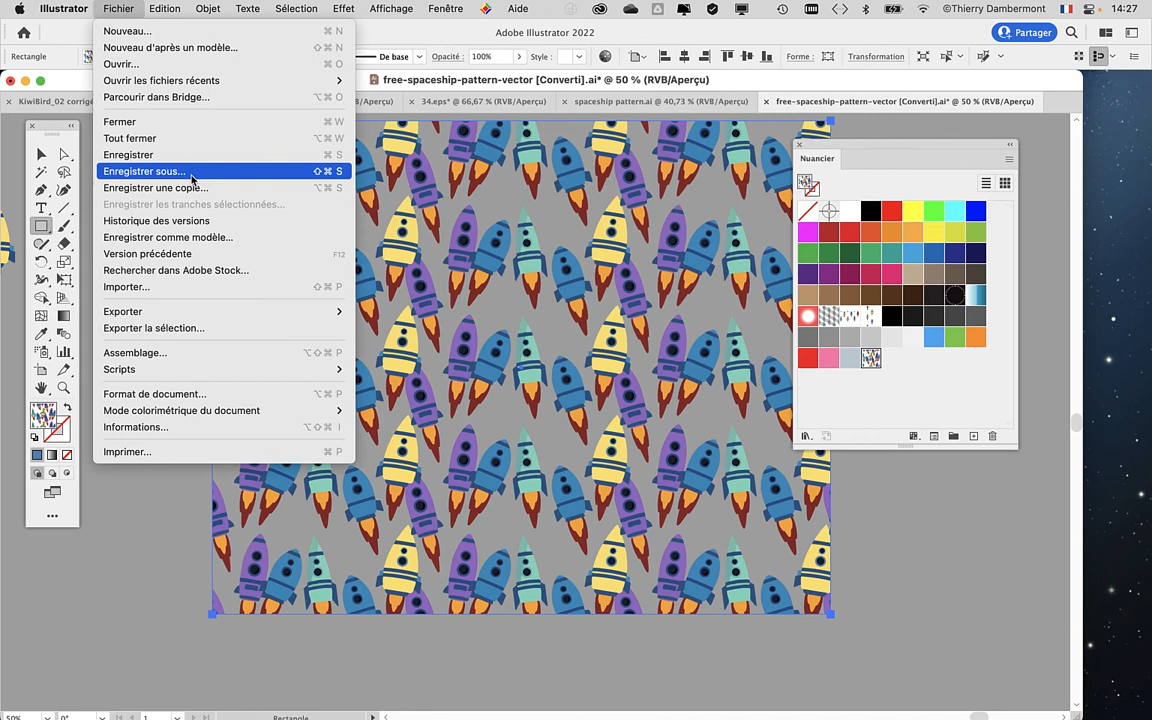 Illustrator Fichier Edition Objet Texte Sélection Effet Affichage Fenêtre Aide ©Thierry Dambermont 14:27
Adobe Illustrator 2022 Partager
Rectangle De base Opacité : 100% Style : Forme : Transformation
free-spaceship-pattern-vector [Converti].ai* @ 50 % (RVB/Aperçu)
KiwiBird_02 corrigé (RVB/Aperçu) 34.eps* @ 66,67 % (RVB/Aperçu) spaceship pattern.ai @ 40,73 % (RVB/Aperçu) free-spaceship-pattern-vector [Converti].ai* @ 50 % (RVB/Aperçu)
Nouveau... ⌘ N
Nouveau d'après un modèle... ⇧⌘ N
Ouvrir... ⌘ O
Ouvrir les fichiers récents
Parcourir dans Bridge... ⌥⌘ O
Fermer ⌘ W
Tout fermer ⌥⌘ W
Enregistrer ⌘ S
Enregistrer sous... ⇧⌘ S
Enregistrer une copie... ⌥⌘ S
Enregistrer les tranches sélectionnées...
Historique des versions
Enregistrer comme modèle...
Version précédente F12
Rechercher dans Adobe Stock...
Importer... ⇧⌘ P
Exporter
Exporter la sélection...
Assemblage... ⌥⇧⌘ P
Scripts
Format de document... ⌥⌘ P
Mode colorimétrique du document
Informations... ⌥⇧⌘ I
Imprimer... ⌘ P
Nuancier
50% 0° 1 Rectangle